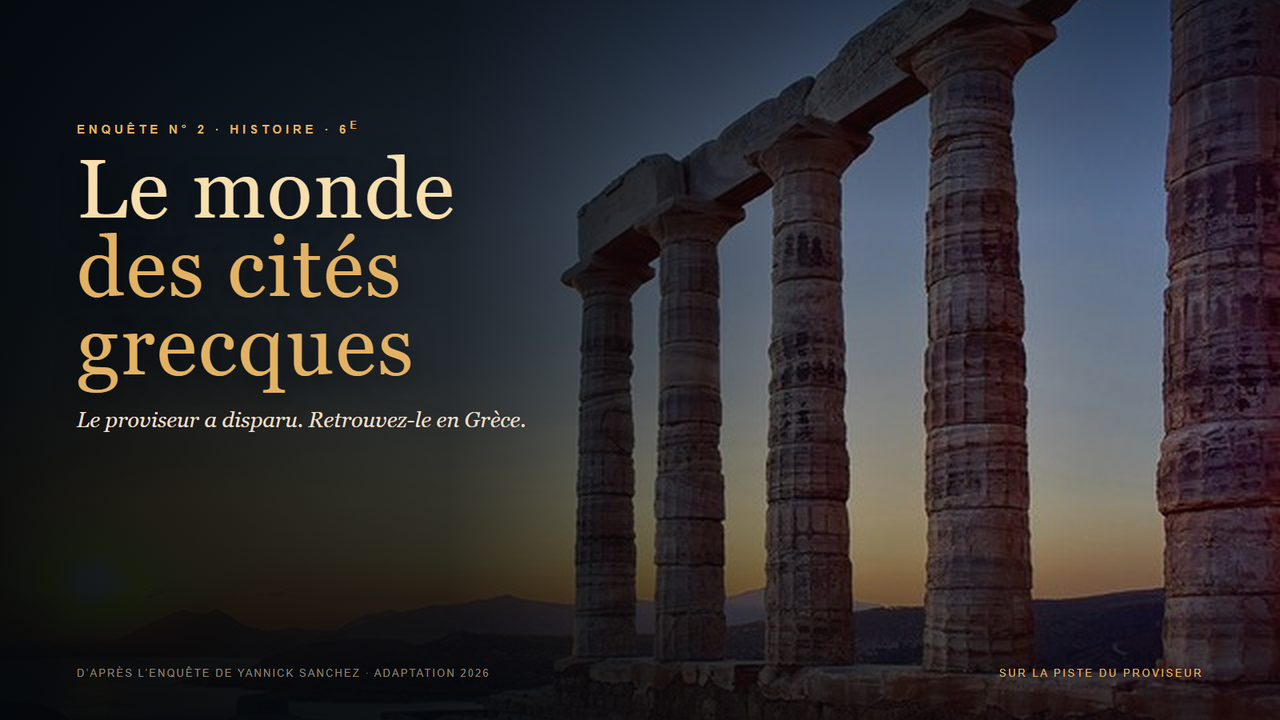 ENQUÊTE N° 2 · HISTOIRE · 6E
Le monde
des cités
grecques
Le proviseur a disparu. Retrouvez-le en Grèce.
D'APRÈS L'ENQUÊTE DE YANNICK SANCHEZ · ADAPTATION 2026
SUR LA PISTE DU PROVISEUR